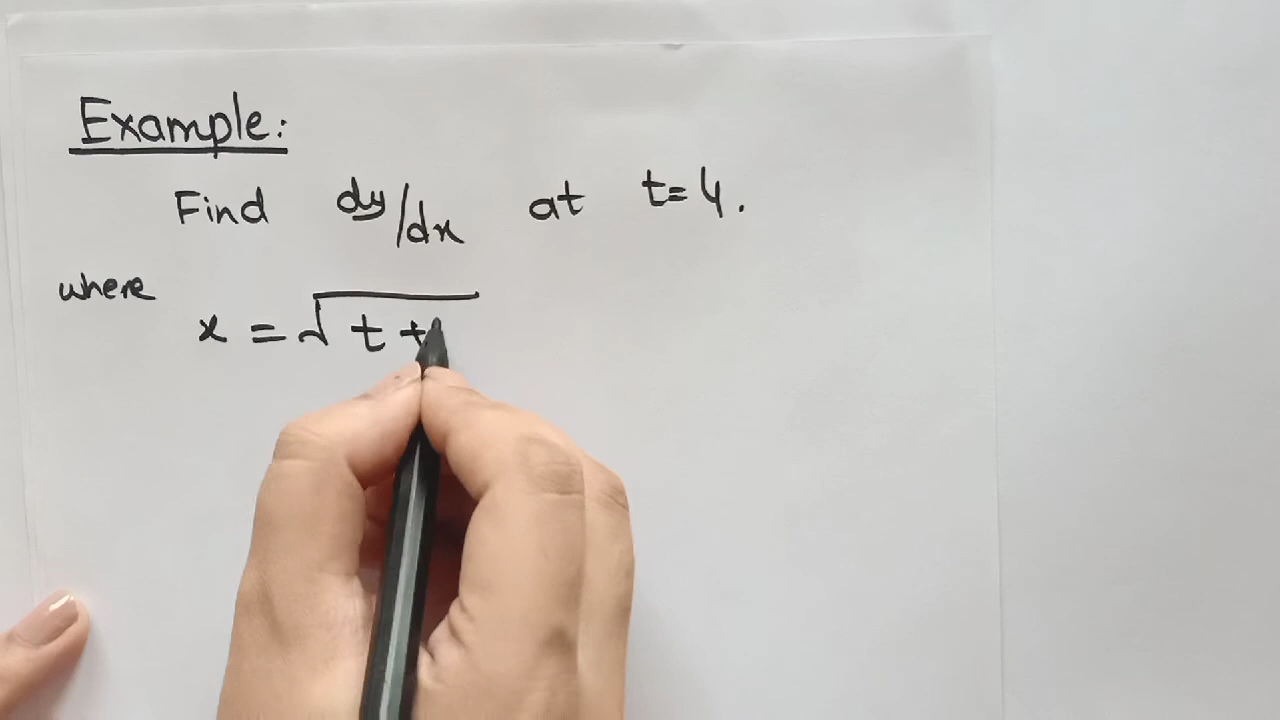 Example:
Find dy/dx at t=4.
where
x = √t +